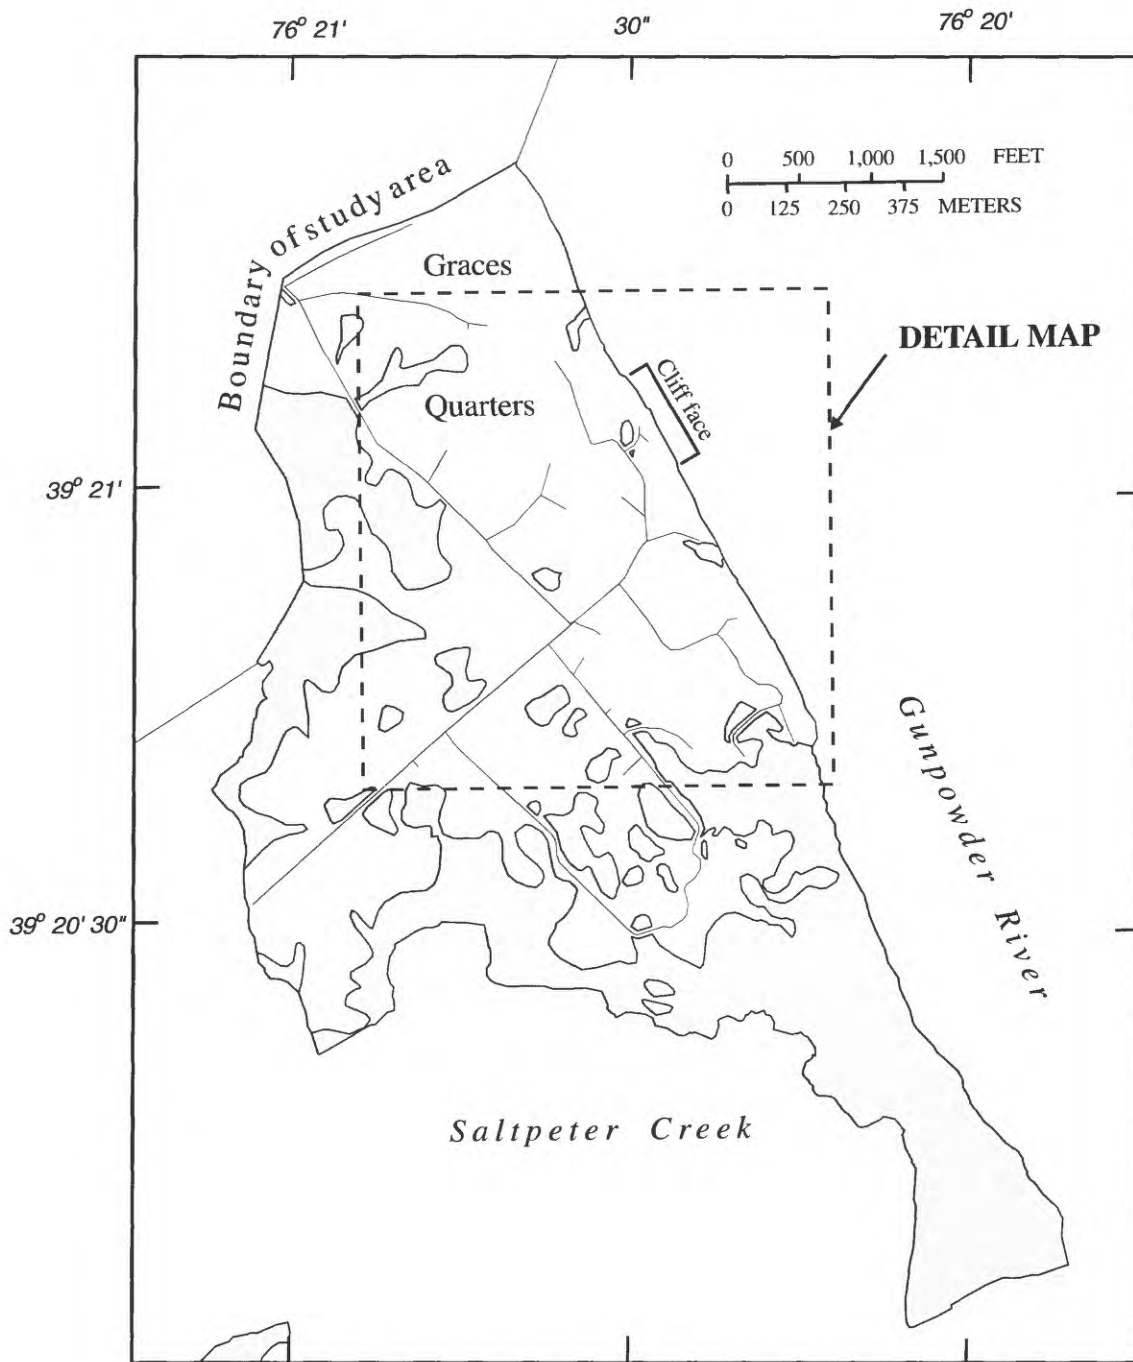 76° 21' 30" 76° 20'
0 500 1,000 1,500 FEET
0 125 250 375 METERS
Boundary of study area
Graces
DETAIL MAP
Cliff face
Quarters
39° 21'
Gunpowder River
39° 20' 30"
Saltpeter Creek